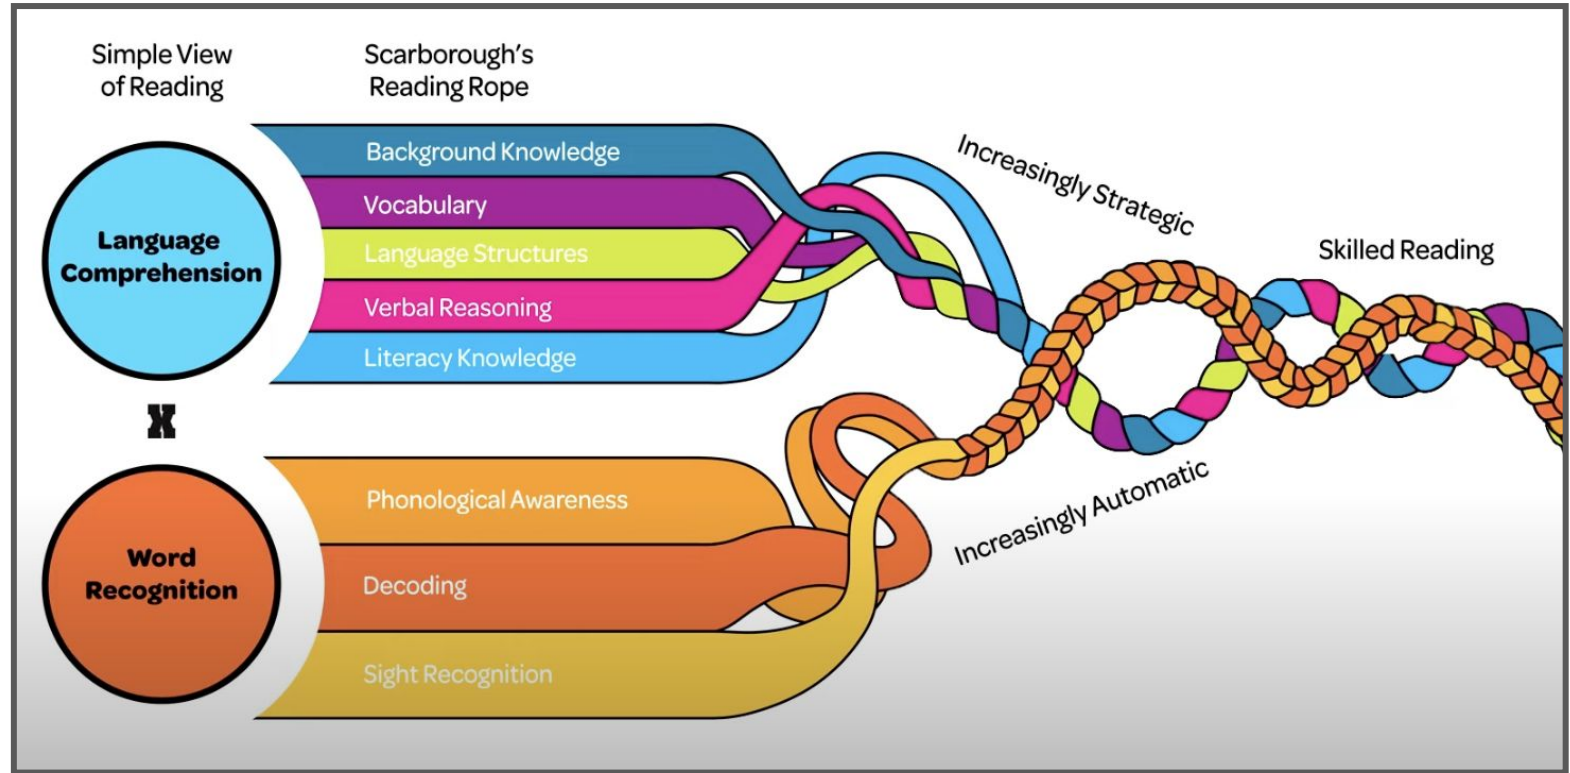 Simple View
of Reading
Scarborough's
Reading Rope
Language
Comprehension
X
Word
Recognition
Background Knowledge
Vocabulary
Language Structures
Verbal Reasoning
Literacy Knowledge
Phonological Awareness
Decoding
Sight Recognition
Increasingly Strategic
Increasingly Automatic
Skilled Reading